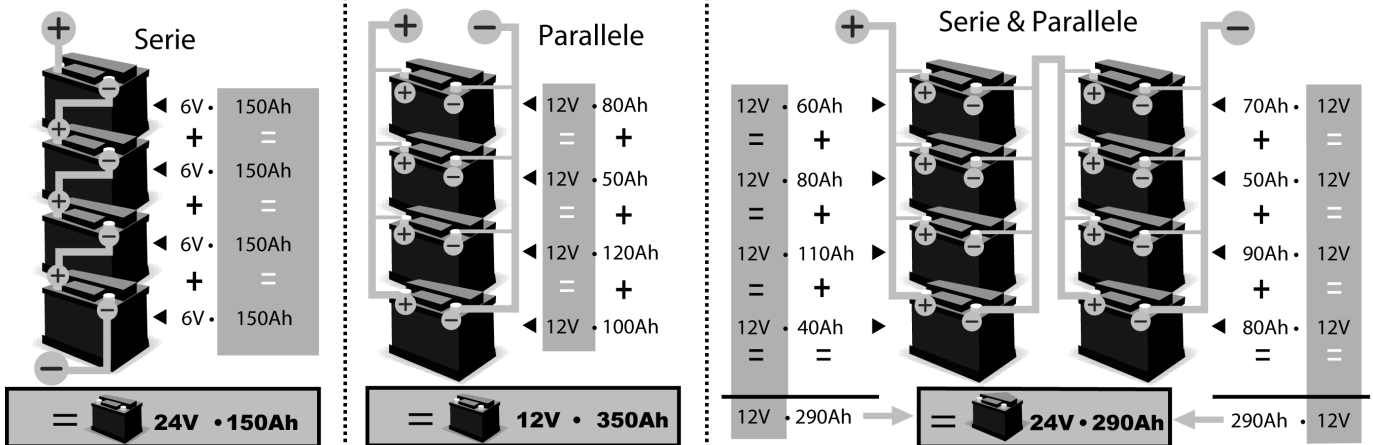 Serie
+
−
+
−
+
−
+
−
−
6V · 150Ah
+ =
6V · 150Ah
+ =
6V · 150Ah
+ =
6V · 150Ah
= 24V · 150Ah
Parallele
+ −
+ −
+ −
+ −
+ −
12V · 80Ah
= +
12V · 50Ah
= +
12V · 120Ah
= +
12V · 100Ah
= 12V · 350Ah
Serie & Parallele
+ −
12V · 60Ah + − + − 70Ah · 12V
= + + =
12V · 80Ah + − + − 50Ah · 12V
= + + =
12V · 110Ah + − + − 90Ah · 12V
= + + =
12V · 40Ah + − + − 80Ah · 12V
= = = =
12V · 290Ah = 24V · 290Ah 290Ah · 12V